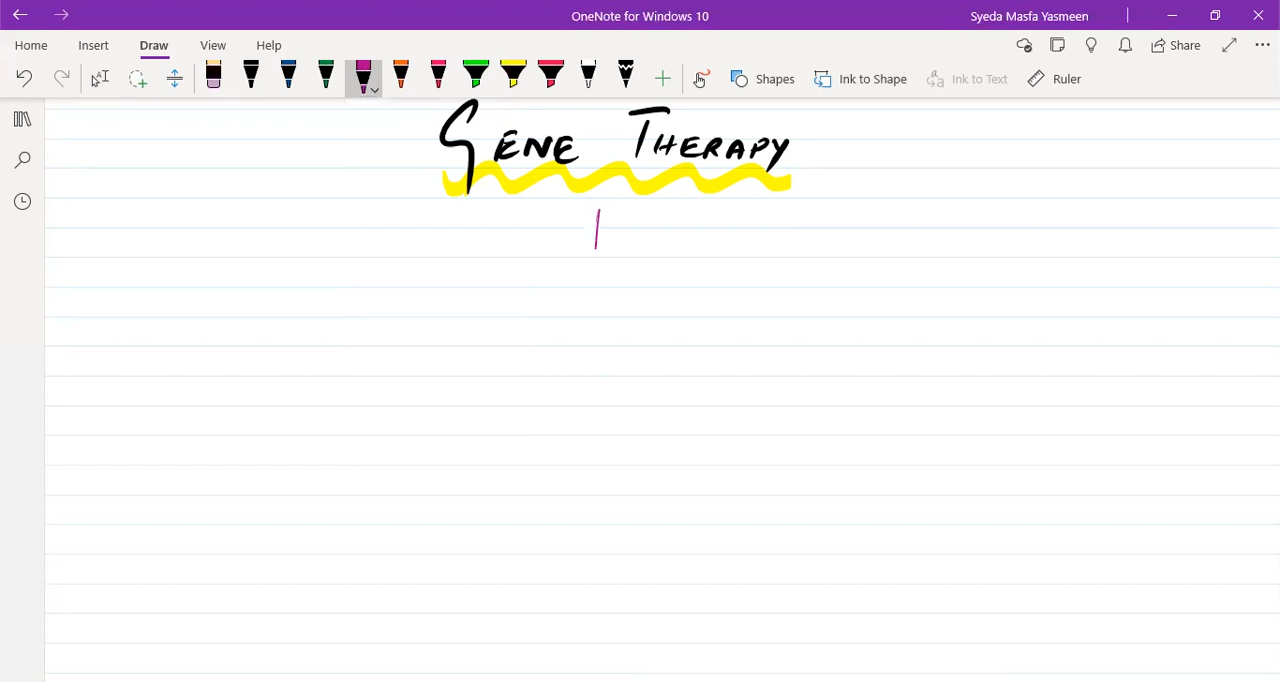 OneNote for Windows 10 Syeda Masfa Yasmeen
Home Insert Draw View Help Share
Shapes Ink to Shape Ink to Text Ruler
GENE THERAPY